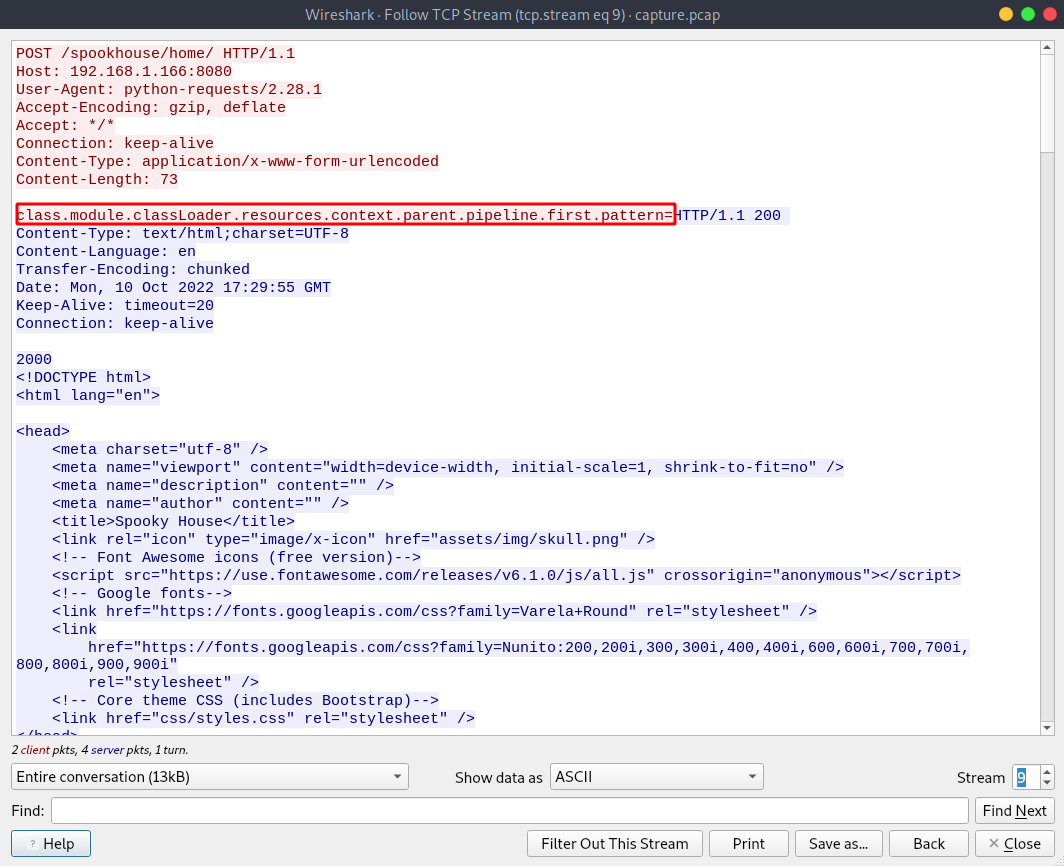 Wireshark · Follow TCP Stream (tcp.stream eq 9) · capture.pcap
POST /spookhouse/home/ HTTP/1.1
Host: 192.168.1.166:8080
User-Agent: python-requests/2.28.1
Accept-Encoding: gzip, deflate
Accept: */*
Connection: keep-alive
Content-Type: application/x-www-form-urlencoded
Content-Length: 73

class.module.classLoader.resources.context.parent.pipeline.first.pattern=HTTP/1.1 200
Content-Type: text/html;charset=UTF-8
Content-Language: en
Transfer-Encoding: chunked
Date: Mon, 10 Oct 2022 17:29:55 GMT
Keep-Alive: timeout=20
Connection: keep-alive

2000
<!DOCTYPE html>
<html lang="en">

<head>
    <meta charset="utf-8" />
    <meta name="viewport" content="width=device-width, initial-scale=1, shrink-to-fit=no" />
    <meta name="description" content="" />
    <meta name="author" content="" />
    <title>Spooky House</title>
    <link rel="icon" type="image/x-icon" href="assets/img/skull.png" />
    <!-- Font Awesome icons (free version)-->
    <script src="https://use.fontawesome.com/releases/v6.1.0/js/all.js" crossorigin="anonymous"></script>
    <!-- Google fonts-->
    <link href="https://fonts.googleapis.com/css?family=Varela+Round" rel="stylesheet" />
    <link
        href="https://fonts.googleapis.com/css?family=Nunito:200,200i,300,300i,400,400i,600,600i,700,700i,
800,800i,900,900i"
        rel="stylesheet" />
    <!-- Core theme CSS (includes Bootstrap)-->
    <link href="css/styles.css" rel="stylesheet" />
</head>
2 client pkts, 4 server pkts, 1 turn.
Entire conversation (13kB) Show data as ASCII Stream 9
Find: Find Next
Help Filter Out This Stream Print Save as... Back Close